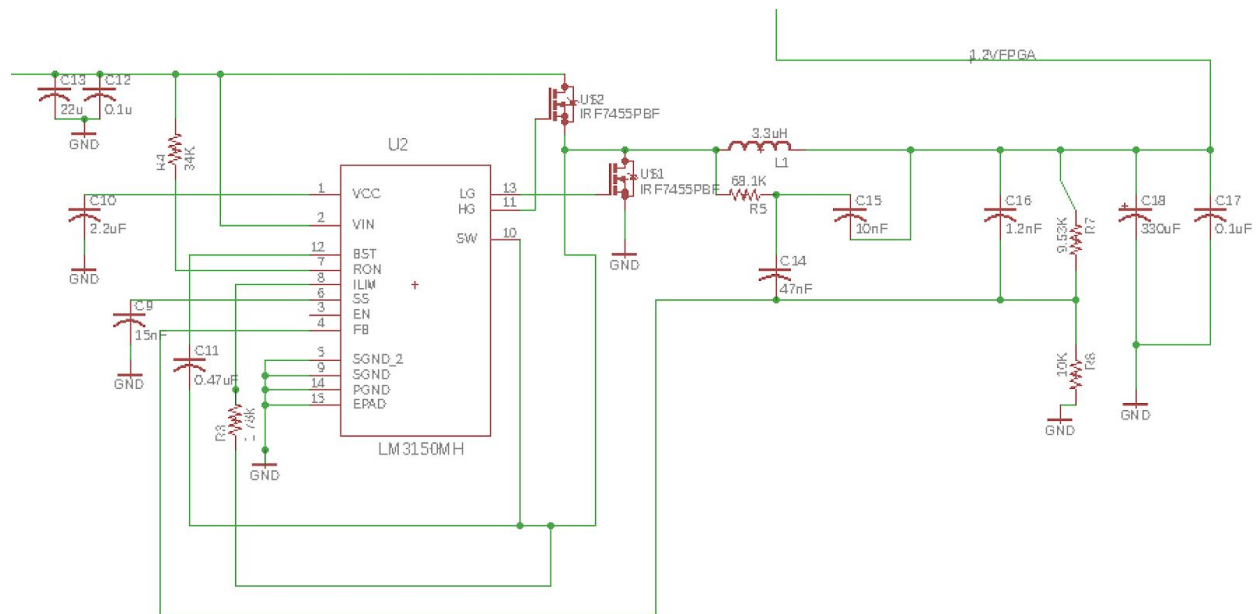 1.2VFPGA
C13
C12
22u
0.1u
GND
R4
34K
U2
IRF7455PBF
3.3uH
L1
IRF7455PBF
68.1K
R5
C10
2.2uF
GND
1 VCC
2 VIN
12 BST
7 RON
8 ILIM
6 SS
3 EN
4 FB
5 SGND_2
9 SGND
14 PGND
15 EPAD
LG 13
HG 11
SW 10
LM3150MH
GND
C15
10nF
C14
47nF
C16
1.2nF
9.53K
R7
C18
330uF
C17
0.1uF
C9
15nF
GND
C11
0.47uF
R3
GND
10K
R6
GND
GND